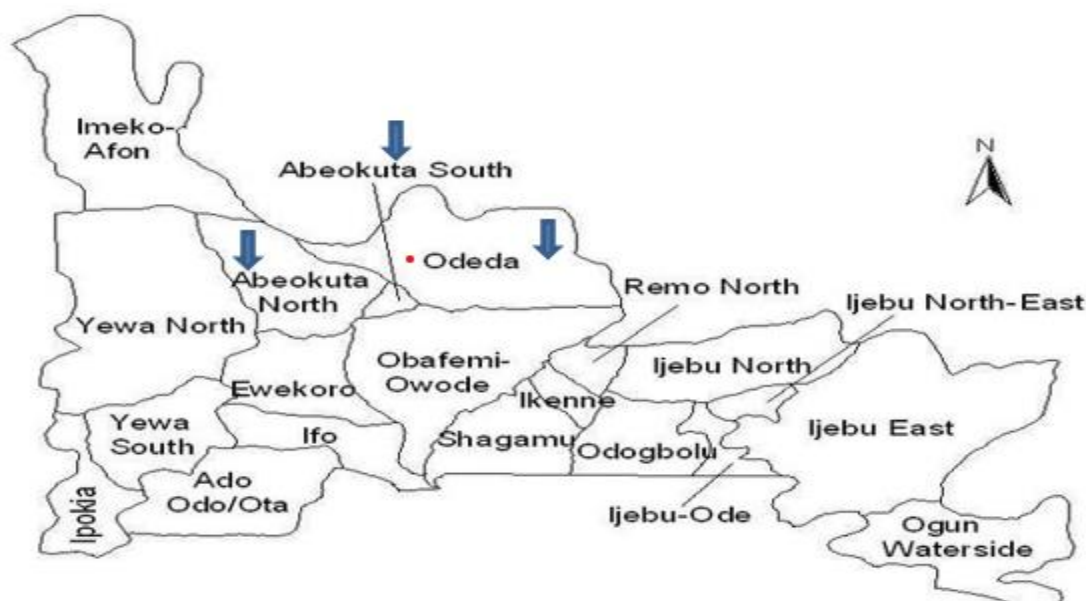 Imeko-
Afon
N
Abeokuta South
Odeda
Abeokuta
North
Remo North
Ijebu North-East
Yewa North
Obafemi-
Owode
Ijebu North
Ewekoro
Ikenne
Yewa
South
Ifo
Shagamu
Odogbolu
Ijebu East
Ado
Odo/Ota
Ipokia
Ijebu-Ode
Ogun
Waterside